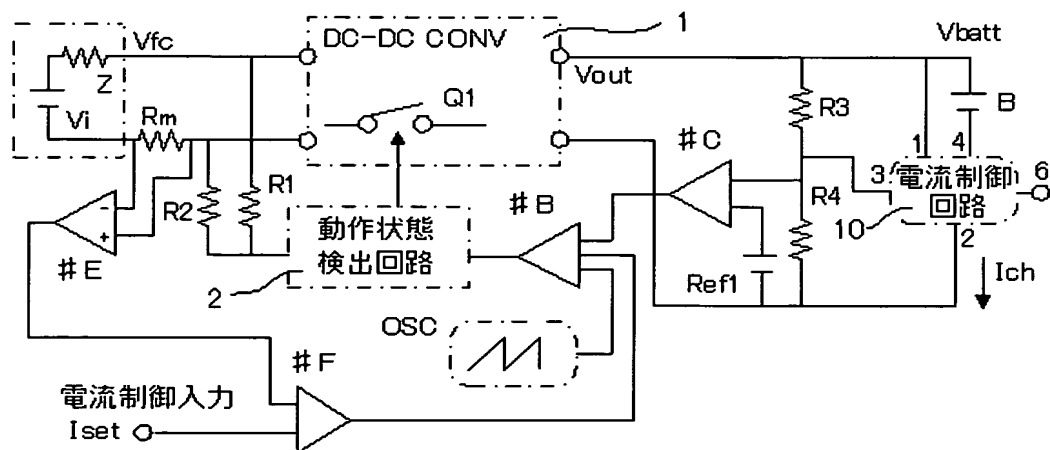 DC-DC CONV
1
Vfc
Z
Vi
Rm
Q1
Vout
Vbatt
B
R3
R4
1
4
3
電流制御
回路
6
10
2
Ich
♯C
Ref1
♯B
R2
R1
動作状態
検出回路
2
♯E
OSC
♯F
電流制御入力
Iset
-
+